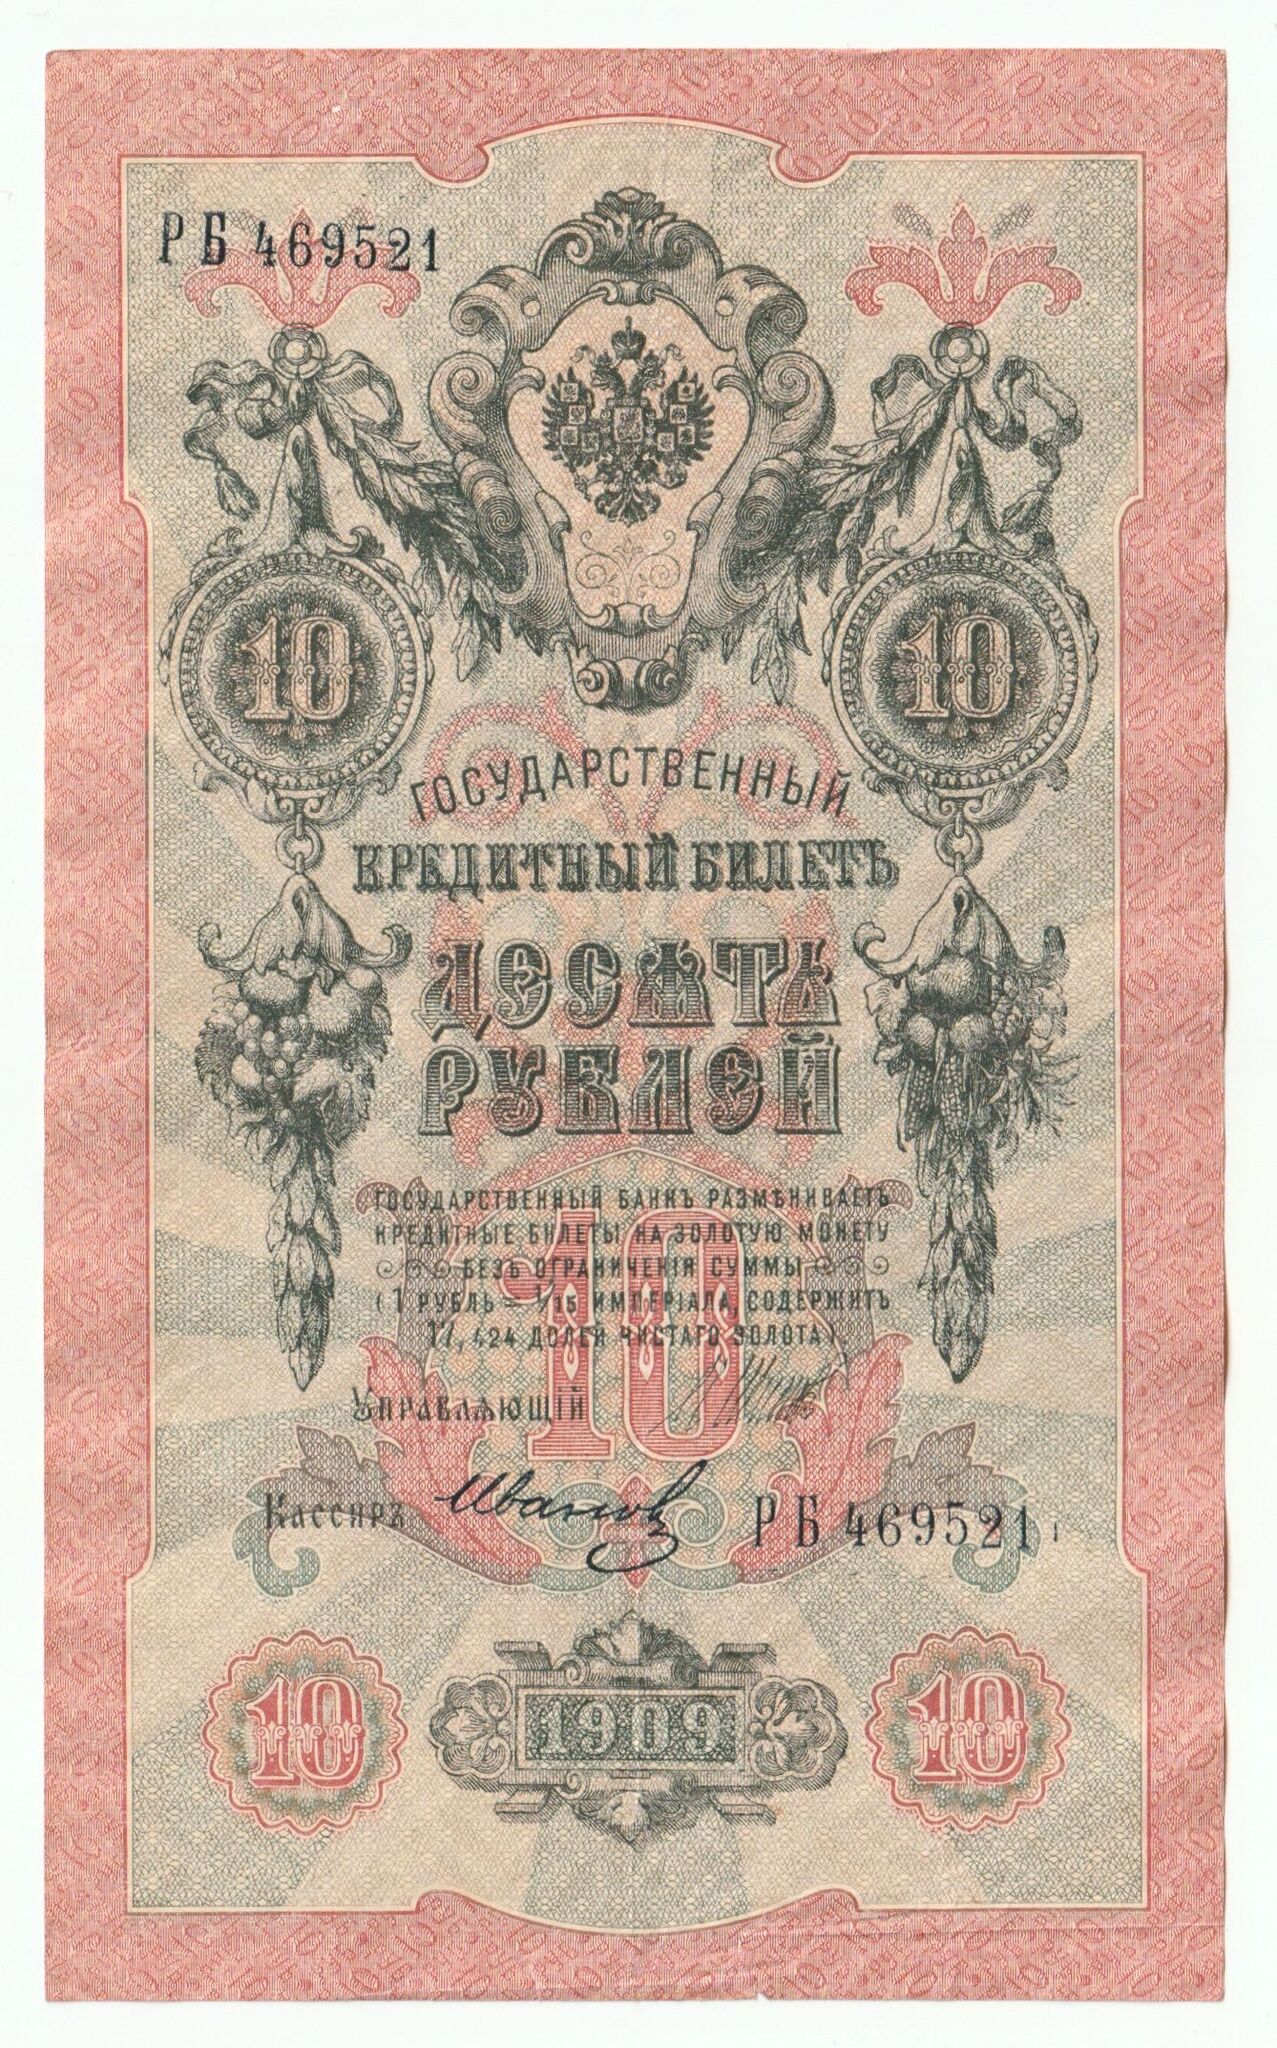 РБ 469521
10 10
ГОСУДАРСТВЕННЫЙ
КРЕДИТНЫЙ БИЛЕТЪ
ДЕСЯТЬ
РУБЛЕЙ
ГОСУДАРСТВЕННЫЙ БАНКЪ РАЗМѢНИВАЕТЪ
КРЕДИТНЫЕ БИЛЕТЫ НА ЗОЛОТУЮ МОНЕТУ
БЕЗЪ ОГРАНИЧЕНІЯ СУММЫ
(1 РУБЛЬ = 1/15 ИМПЕРІАЛА, СОДЕРЖИТЪ
17,424 ДОЛЕЙ ЧИСТАГО ЗОЛОТА).
10
УПРАВЛЯЮЩІЙ
Кассиръ Иванов РБ 469521
10 1909 10